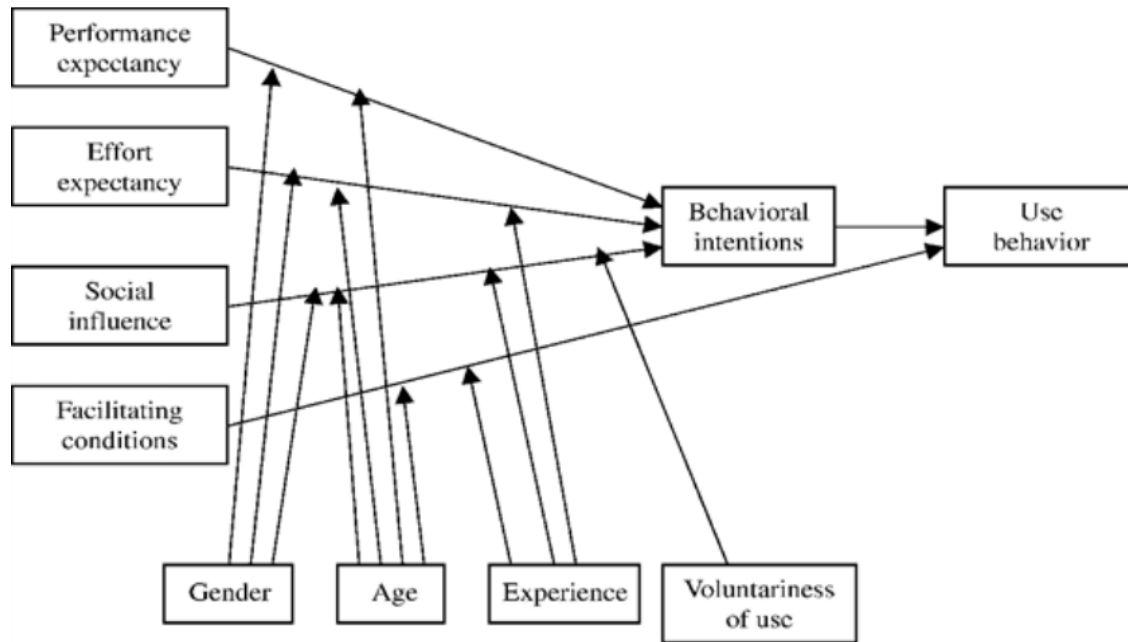 Performance
expectancy
Effort
expectancy
Social
influence
Facilitating
conditions
Behavioral
intentions
Use
behavior
Gender
Age
Experience
Voluntariness
of use